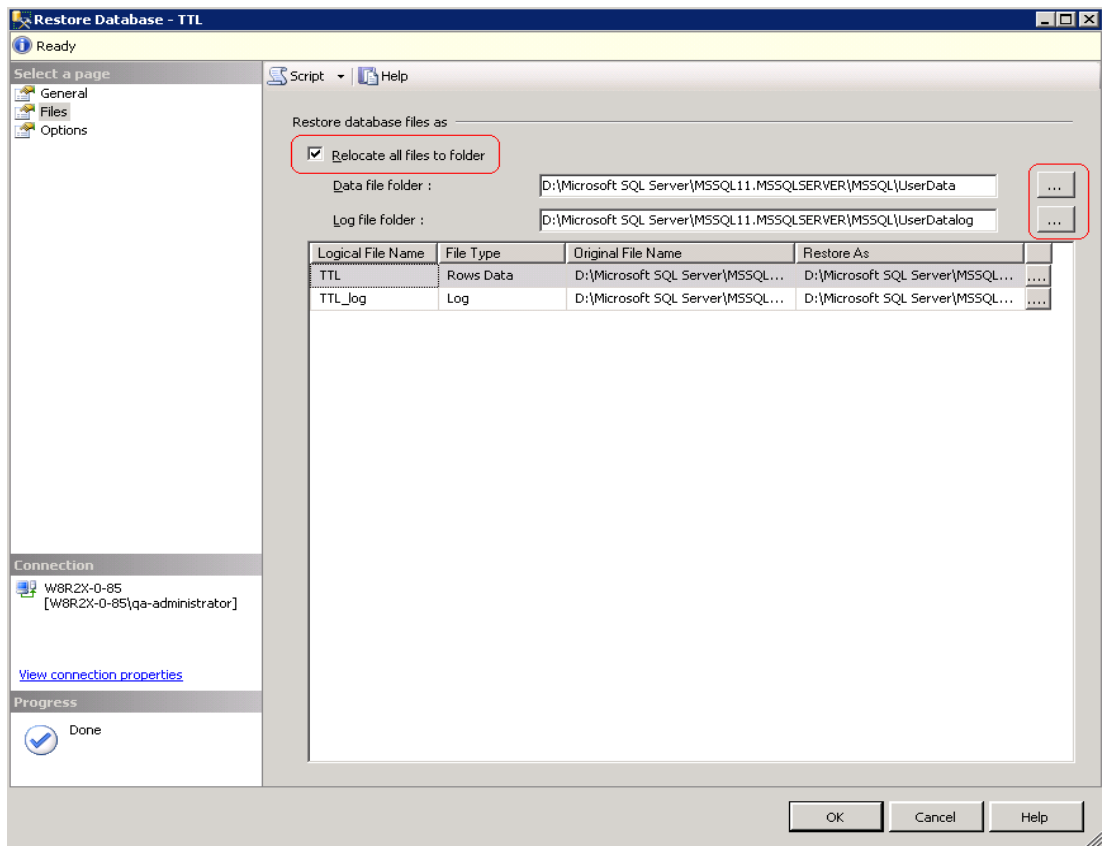 Restore Database - TTL
Ready
Select a page
General
Files
Options
Script
Help
Restore database files as
Relocate all files to folder
Data file folder :
D:\Microsoft SQL Server\MSSQL11.MSSQLSERVER\MSSQL\UserData
...
Log file folder :
D:\Microsoft SQL Server\MSSQL11.MSSQLSERVER\MSSQL\UserDatalog
...
Logical File Name File Type Original File Name Restore As
TTL Rows Data D:\Microsoft SQL Server\MSSQL... D:\Microsoft SQL Server\MSSQL... ....
TTL_log Log D:\Microsoft SQL Server\MSSQL... D:\Microsoft SQL Server\MSSQL... ....
Connection
W8R2X-0-85
[W8R2X-0-85\qa-administrator]
View connection properties
Progress
Done
OK Cancel Help